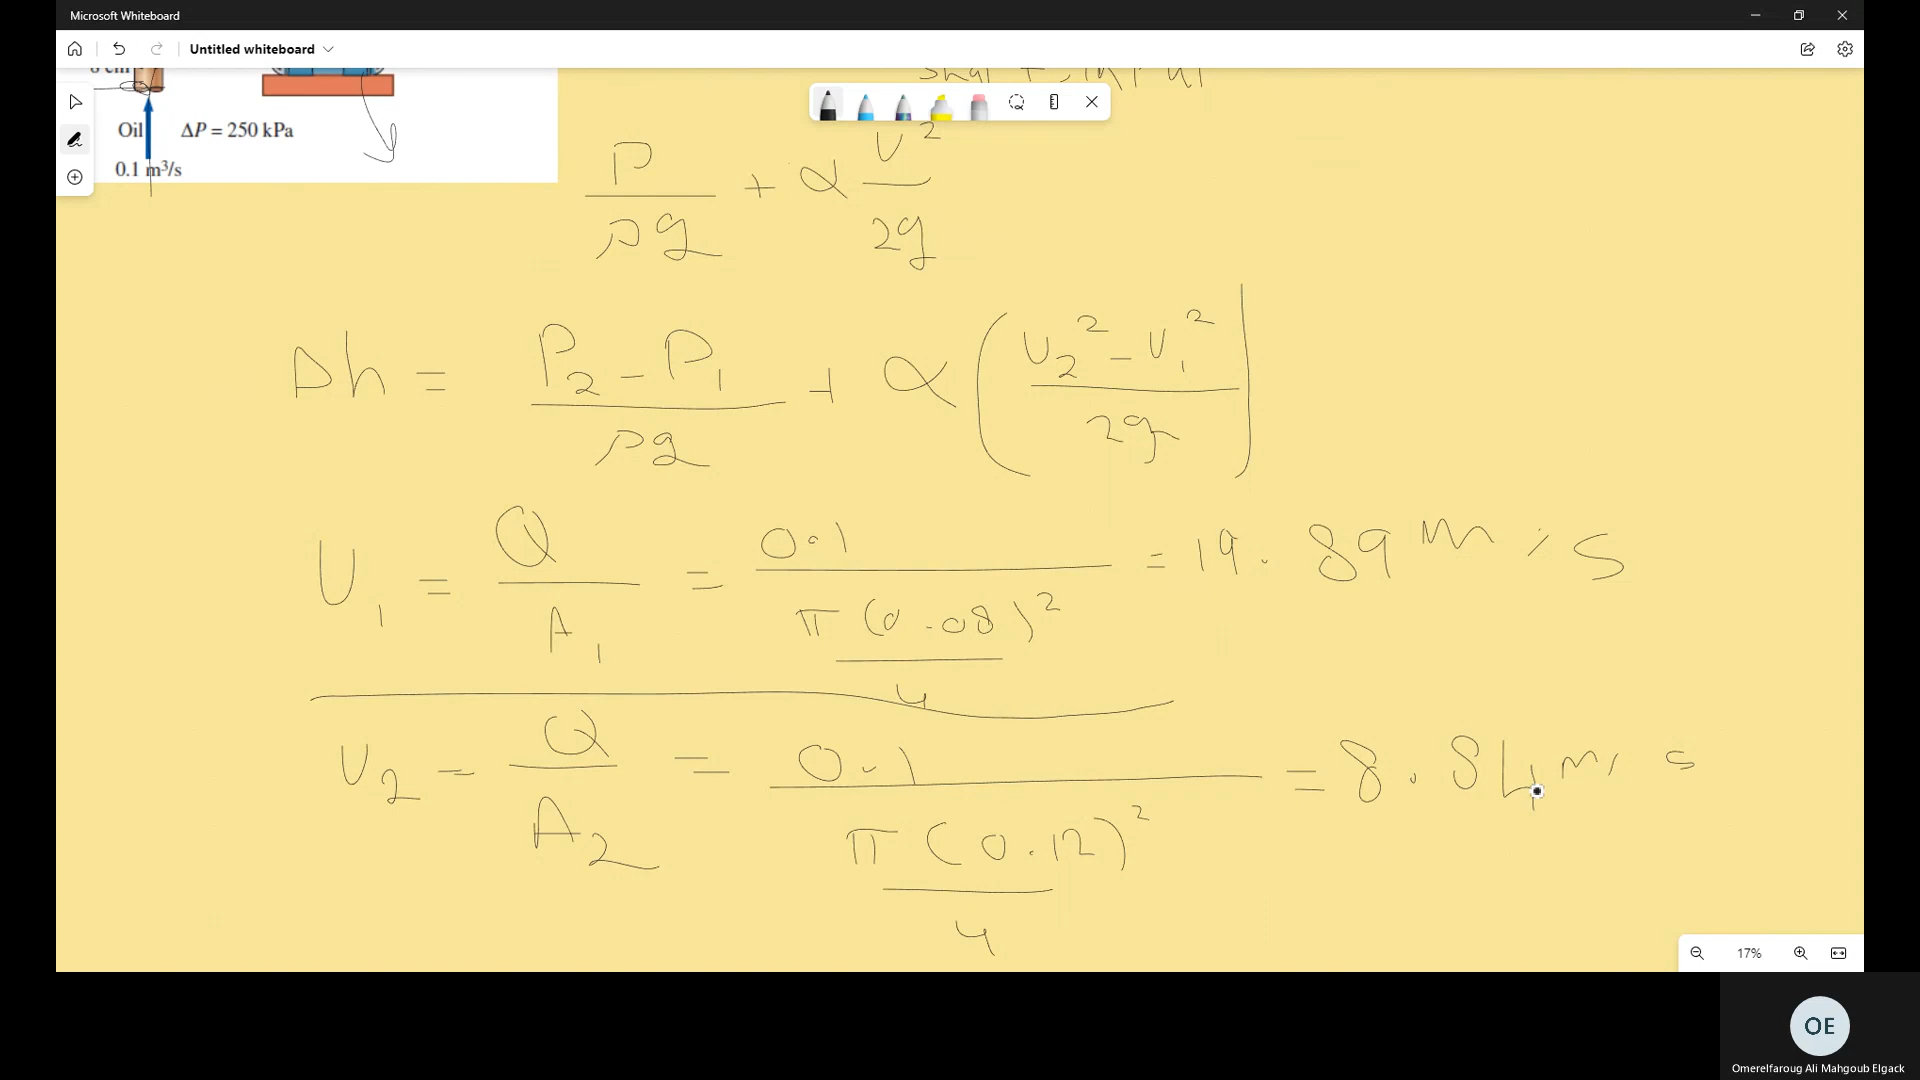 Microsoft Whiteboard
Untitled whiteboard
Oil ΔP = 250 kPa
0.1 m³/s
P/ρg + α V²/2g
Δh = (P₂ - P₁)/ρg + α (V₂² - V₁²/2g)
V₁ = Q/A₁ = 0.1/(π(0.08)²/4) = 19.89 m/s
V₂ = Q/A₂ = 0.1/(π(0.12)²/4) = 8.84 m/s
17%
OE
Omerelfaroug Ali Mahgoub Elgack